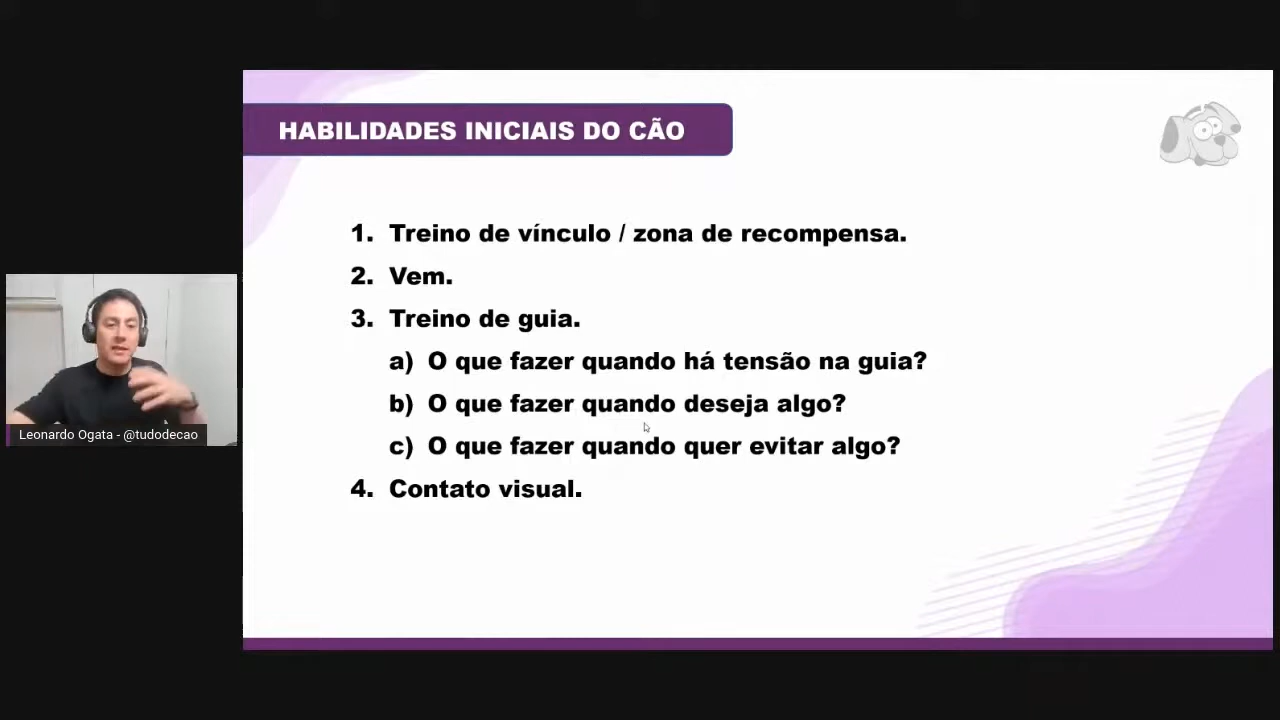 HABILIDADES INICIAIS DO CÃO
1. Treino de vínculo / zona de recompensa.
2. Vem.
3. Treino de guia.
a) O que fazer quando há tensão na guia?
b) O que fazer quando deseja algo?
c) O que fazer quando quer evitar algo?
4. Contato visual.
Leonardo Ogata - @tudodecao